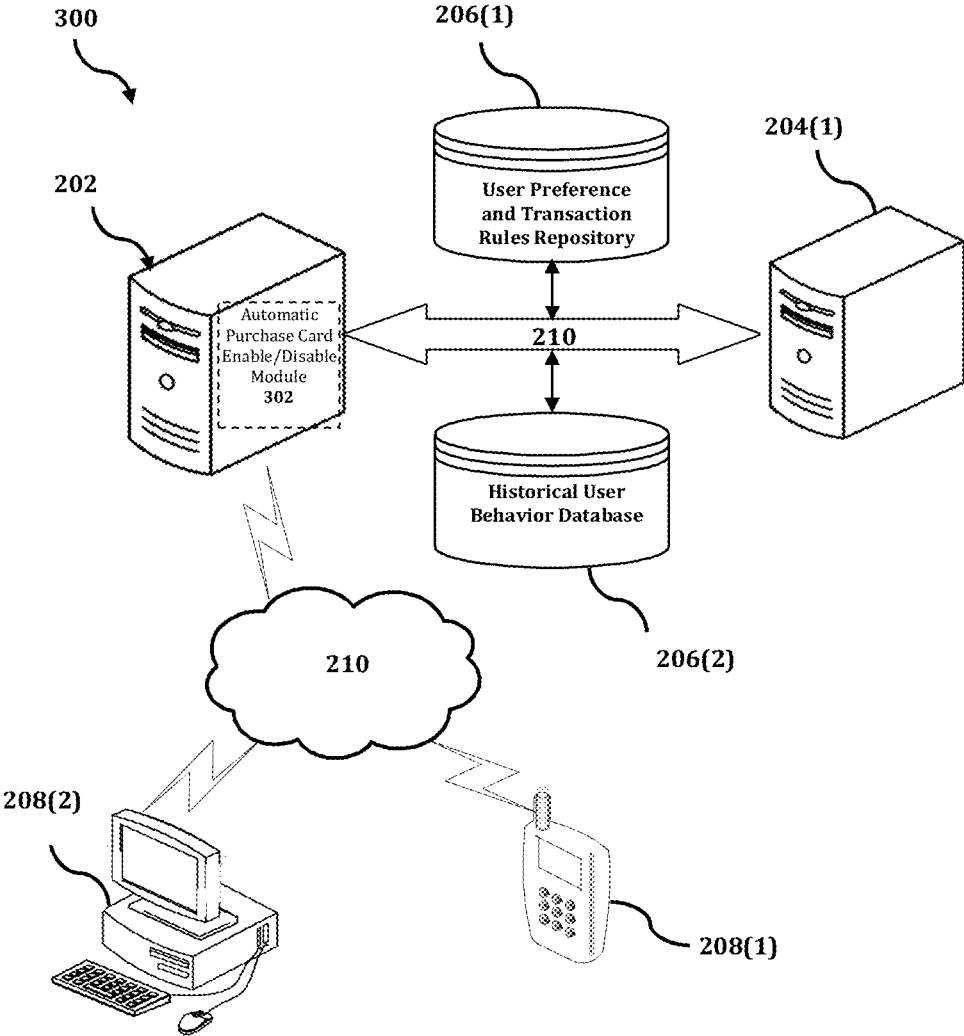 300
206(1)
204(1)
202
User Preference
and Transaction
Rules Repository
Automatic
Purchase Card
Enable/Disable
Module
302
210
Historical User
Behavior Database
206(2)
210
208(2)
208(1)